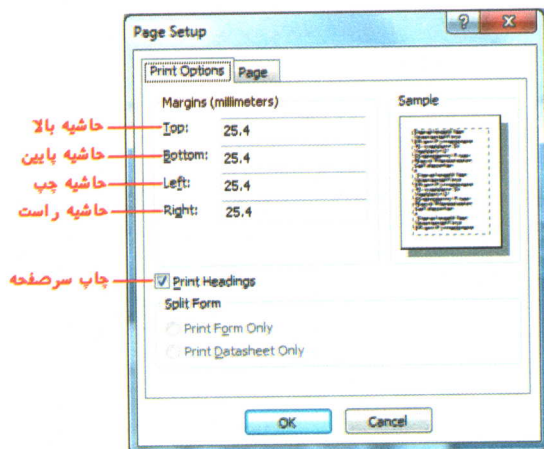 Page Setup
Print Options Page
Margins (millimeters)
Sample
حاشیه بالا Top: 25.4
حاشیه پایین Bottom: 25.4
حاشیه چپ Left: 25.4
حاشیه راست Right: 25.4
چاپ سرصفحه Print Headings
Split Form
Print Form Only
Print Datasheet Only
OK Cancel